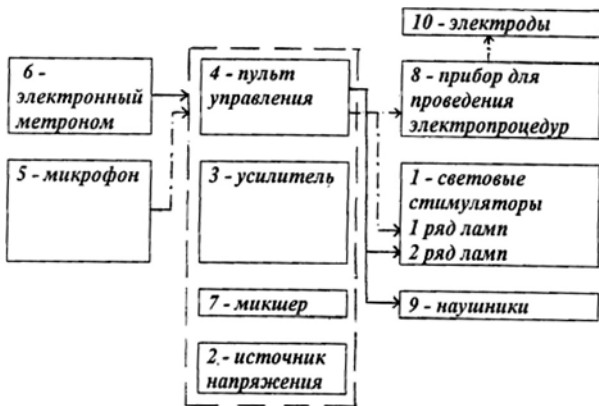 10 - электроды
6 -
электронный
метроном
4 - пульт
управления
8 - прибор для
проведения
электропроцедур
5 - микрофон
3 - усилитель
1 - световые
стимуляторы
1 ряд ламп
2 ряд ламп
7 - микшер
9 - наушники
2.- источник
напряжения